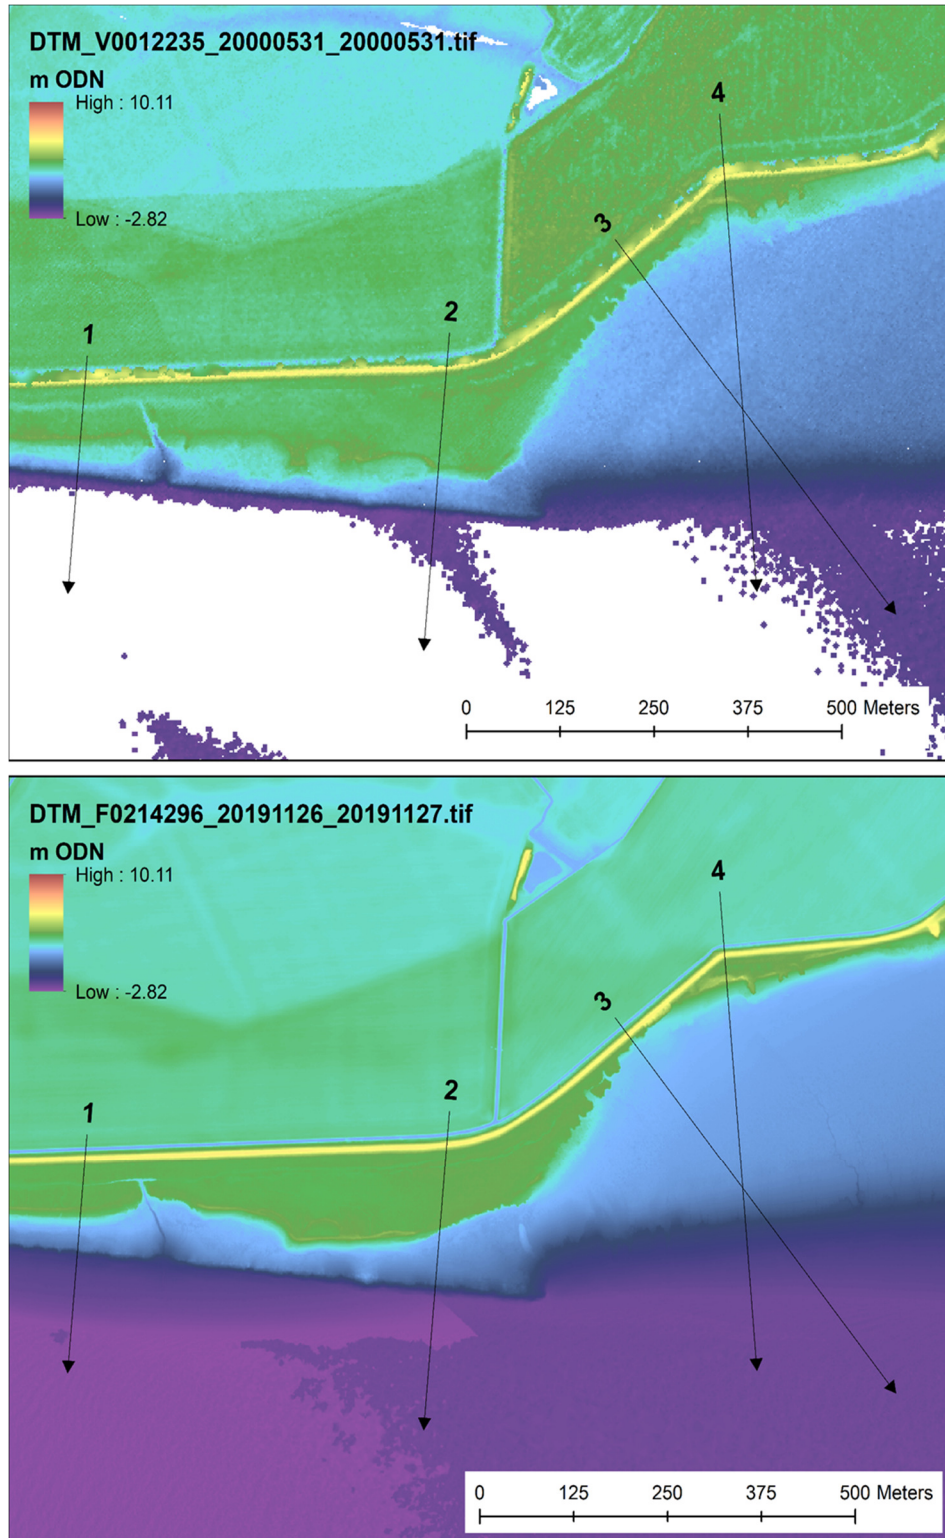 DTM_V0012235_20000531_20000531.tif
m ODN
High : 10.11
Low : -2.82
4
3
2
1
0 125 250 375 500 Meters
DTM_F0214296_20191126_20191127.tif
m ODN
High : 10.11
Low : -2.82
4
3
2
1
0 125 250 375 500 Meters